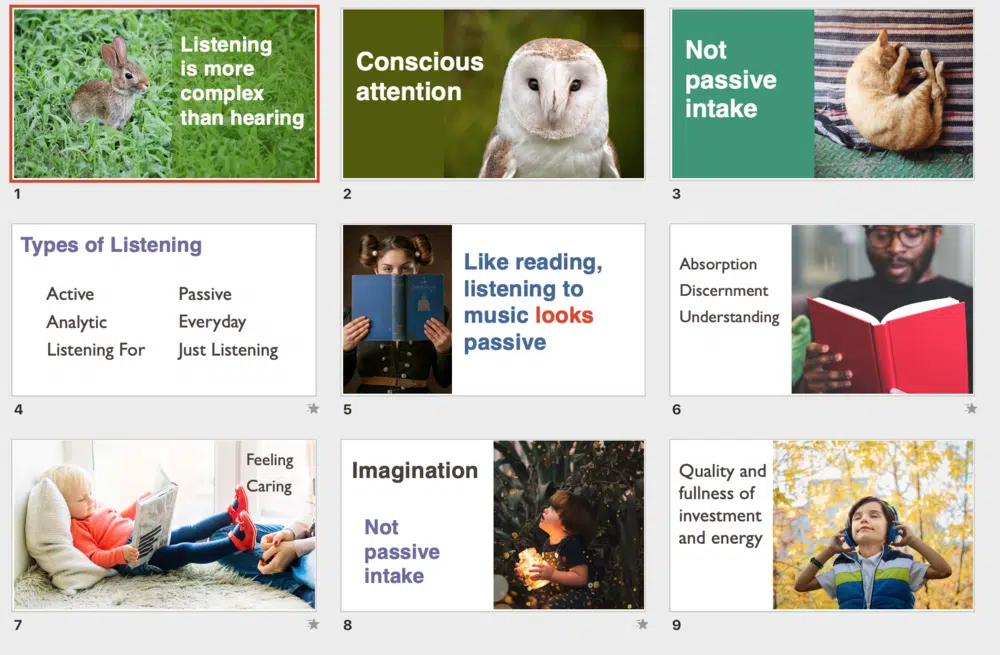 Listening
is more
complex
than hearing
1
Conscious
attention
2
Not
passive
intake
3
Types of Listening
Active
Passive
Analytic
Everyday
Listening For
Just Listening
4
Like reading,
listening to
music looks
passive
5
Absorption
Discernment
Understanding
6
Feeling
Caring
7
Imagination
Not
passive
intake
8
Quality and
fullness of
investment
and energy
9